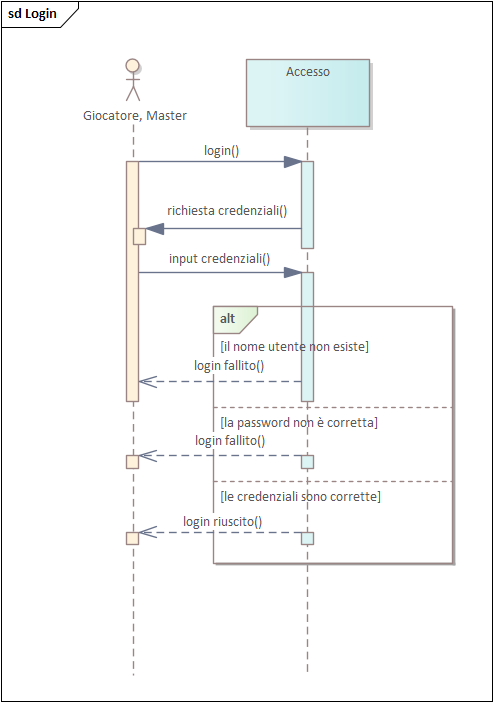 sd Login
Accesso
Giocatore, Master
login()
richiesta credenziali()
input credenziali()
alt
[il nome utente non esiste]
login fallito()
[la password non è corretta]
login fallito()
[le credenziali sono corrette]
login riuscito()